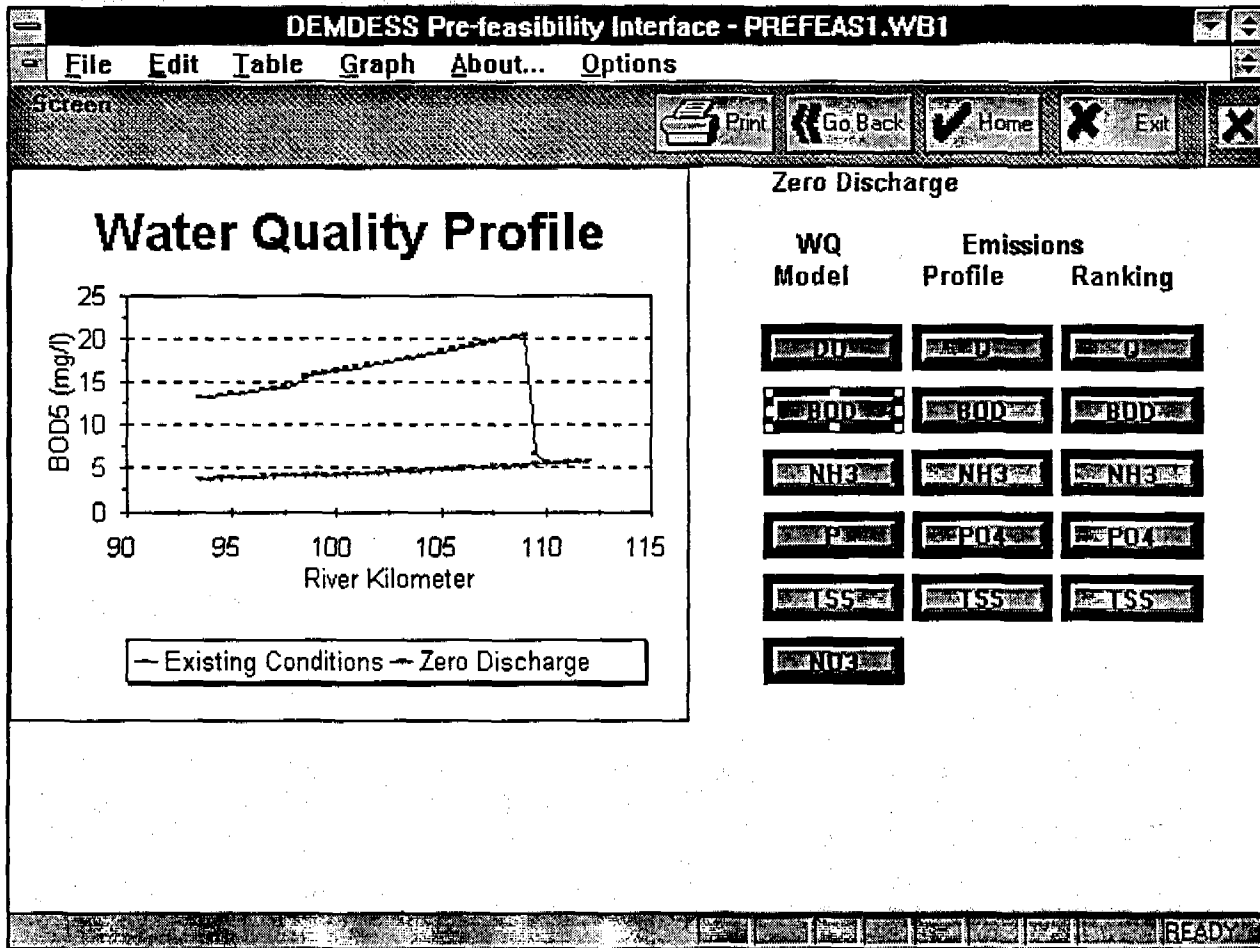 DEMDESS Pre-feasibility Interface - PREFEAS1.WB1
File Edit Table Graph About... Options
Screen
Print Go Back Home Exit
Zero Discharge
WQ Model Emissions Profile Ranking
Water Quality Profile
25
20
15
10
5
0
BOD5 (mg/l)
90 95 100 105 110 115
River Kilometer
Existing Conditions Zero Discharge
DO Q Q
BOD BOD BOD
NH3 NH3 NH3
P PO4 PO4
TSS TSS TSS
NO3
READY